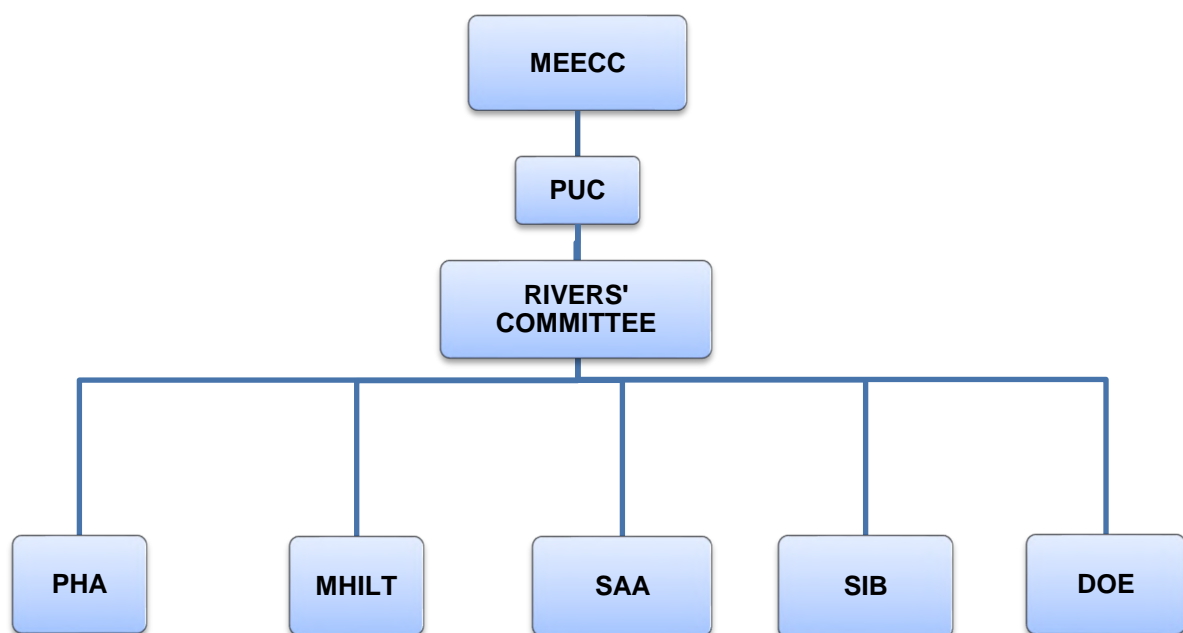 MEECC
PUC
RIVERS'
COMMITTEE
PHA
MHILT
SAA
SIB
DOE